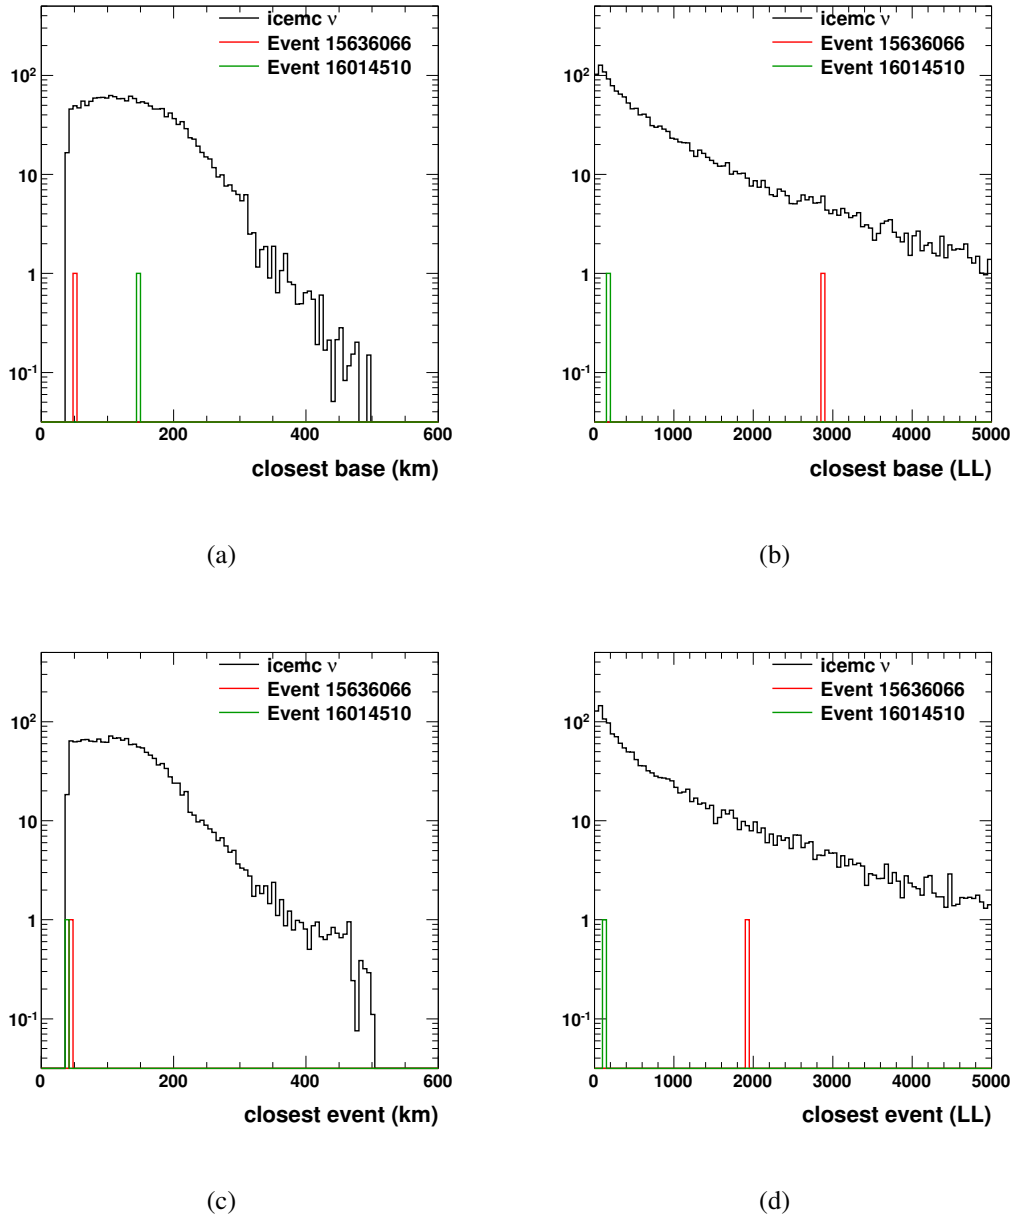 icemc ν
Event 15636066
Event 16014510
10²
10
1
10⁻¹
0 200 400 600
closest base (km)
(a)
icemc ν
Event 15636066
Event 16014510
10²
10
1
10⁻¹
0 1000 2000 3000 4000 5000
closest base (LL)
(b)
icemc ν
Event 15636066
Event 16014510
10²
10
1
10⁻¹
0 200 400 600
closest event (km)
(c)
icemc ν
Event 15636066
Event 16014510
10²
10
1
10⁻¹
0 1000 2000 3000 4000 5000
closest event (LL)
(d)